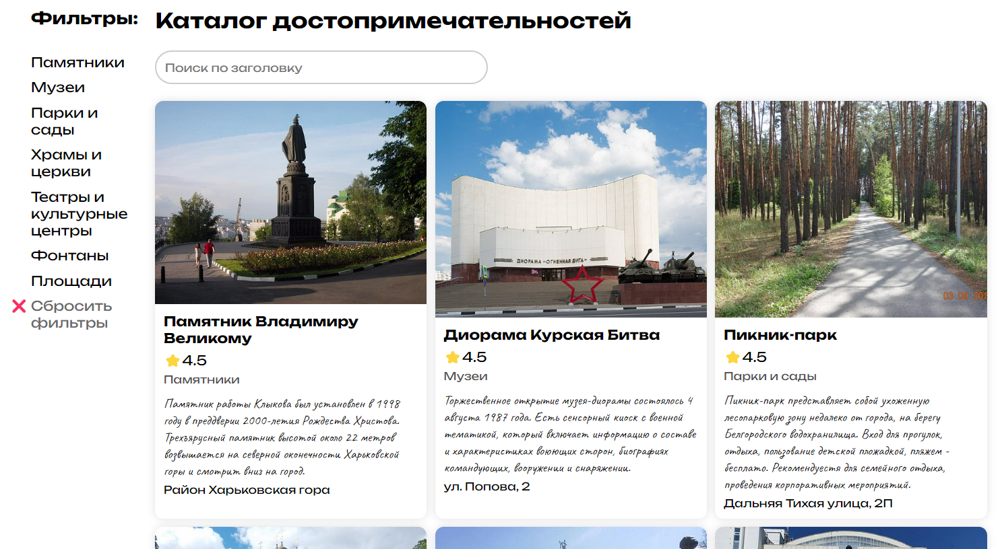 Фильтры:
Памятники
Музеи
Парки и
сады
Храмы и
церкви
Театры и
культурные
центры
Фонтаны
Площади
Сбросить
фильтры
Каталог достопримечательностей
Поиск по заголовку
Памятник Владимиру
Великому
4.5
Памятники
Памятник работы Клыкова был установлен в 1998
году в преддверии 2000-летия Рождества Христова.
Трехъярусный памятник высотой около 22 метров
возвышается на северной оконечности Харьковской
горы и смотрит вниз на город.
Район Харьковская гора
ДИОРАМА «ОГНЕННАЯ ДУГА»
Диорама Курская Битва
4.5
Музеи
Торжественное открытие музея-диорамы состоялось 4
августа 1987 года. Есть сенсорный киоск с военной
тематикой, который включает информацию о составе
и характеристиках воюющих сторон, биографиях
командующих, вооружении и снаряжении.
ул. Попова, 2
03 09 201
Пикник-парк
4.5
Парки и сады
Пикник-парк представляет собой ухоженную
лесопарковую зону недалеко от города, на берегу
Белгородского водохранилища. Вход для прогулок,
отдыха, пользование детской пложадкой, пляжем -
бесплато. Рекомендуестя для семейного отдыха,
проведения корпоративных мероприятий.
Дальняя Тихая улица, 2П